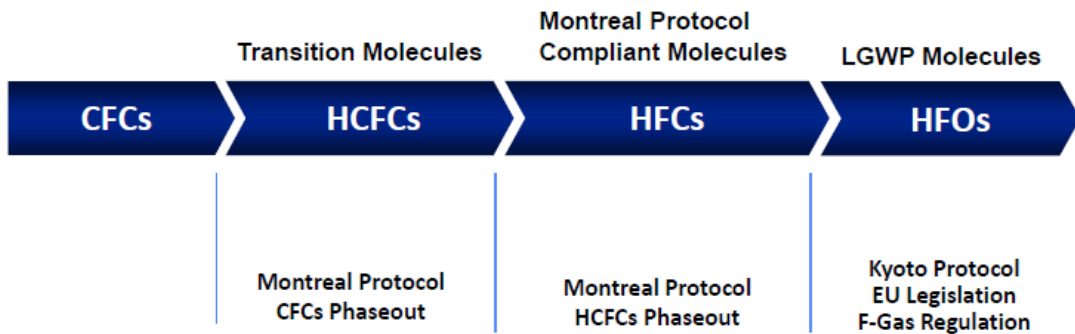 Transition Molecules
Montreal Protocol
Compliant Molecules
LGWP Molecules
CFCs
HCFCs
HFCs
HFOs
Montreal Protocol
CFCs Phaseout
Montreal Protocol
HCFCs Phaseout
Kyoto Protocol
EU Legislation
F-Gas Regulation